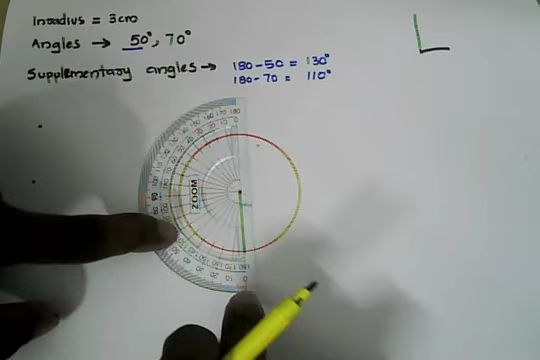 Inradius = 3cm
Angles → 50°, 70°
Supplementary angles → 180-50 = 130°
180-70 = 110°
ZOOM